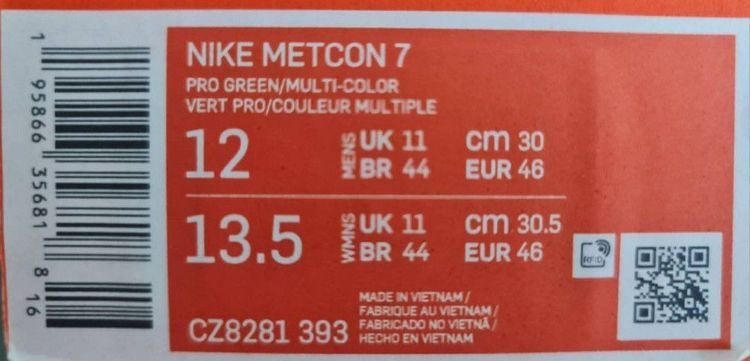 NIKE METCON 7
PRO GREEN/MULTI-COLOR
VERT PRO/COULEUR MULTIPLE
12 MENS UK 11 cm 30
BR 44 EUR 46
13.5 WMNS UK 11 cm 30.5
BR 44 EUR 46
RFID
MADE IN VIETNAM /
FABRIQUE AU VIETNAM /
CZ8281 393 FABRICADO NO VIETNÃ /
HECHO EN VIETNAM
1 95866 35681 8 16